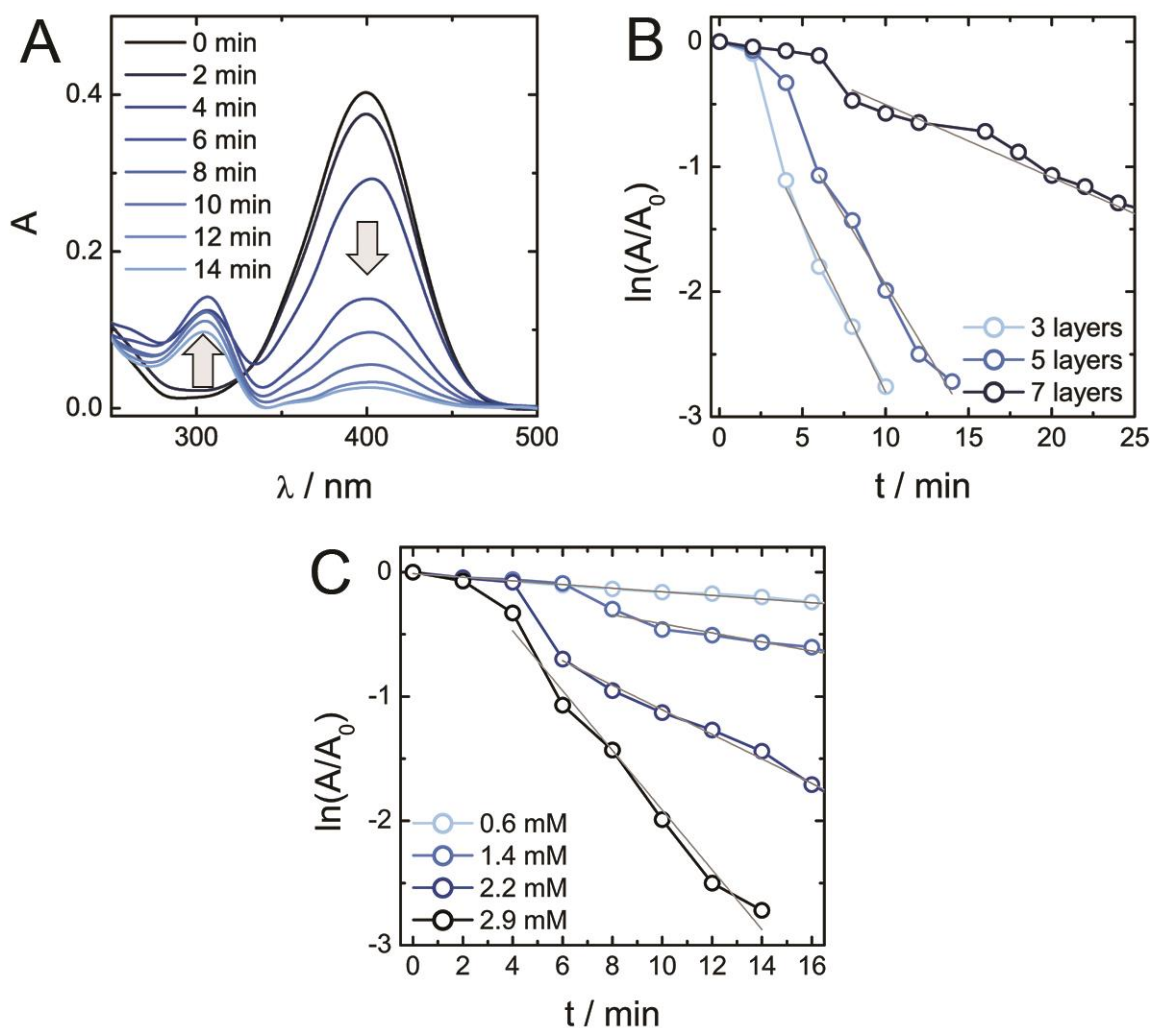 A
0 min
2 min
4 min
6 min
8 min
10 min
12 min
14 min
0.4
0.2
0.0
A
300
400
500
λ / nm
B
0
-1
-2
-3
ln(A/A₀)
3 layers
5 layers
7 layers
0
5
10
15
20
25
t / min
C
0
-1
-2
-3
ln(A/A₀)
0.6 mM
1.4 mM
2.2 mM
2.9 mM
0
2
4
6
8
10
12
14
16
t / min